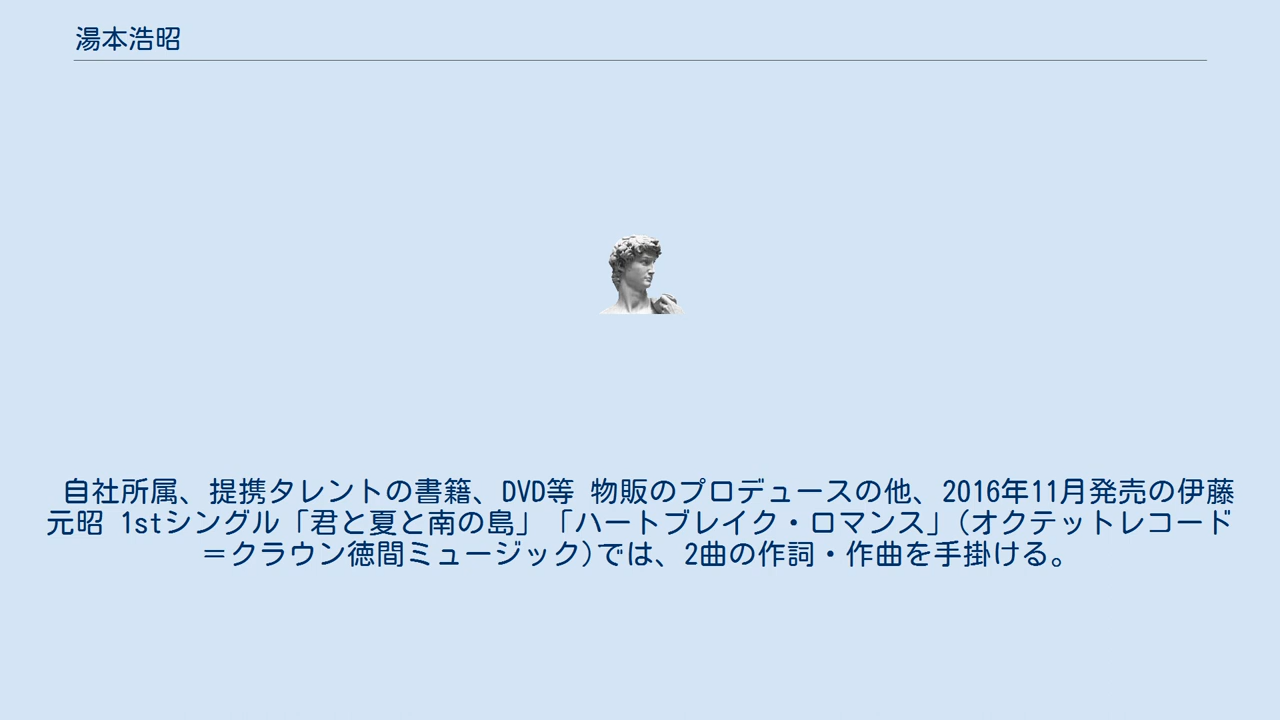 湯本浩昭
自社所属、提携タレントの書籍、DVD等 物販のプロデュースの他、2016年11月発売の伊藤
元昭 1stシングル「君と夏と南の島」「ハートブレイク・ロマンス」(オクテットレコード
＝クラウン徳間ミュージック)では、2曲の作詞・作曲を手掛ける。